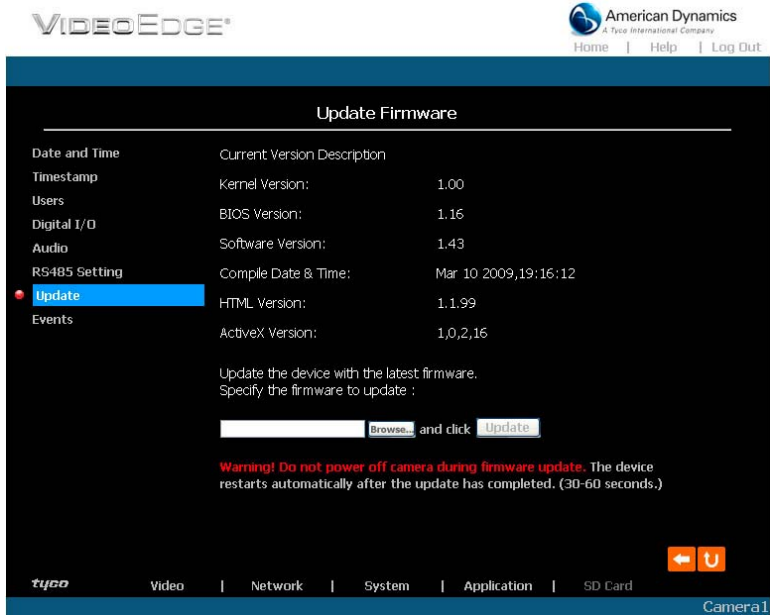 VIDEOEDGE®
American Dynamics
A Tyco International Company
Home | Help | Log Out
Update Firmware
Date and Time
Timestamp
Users
Digital I/O
Audio
RS485 Setting
Update
Events
Current Version Description
Kernel Version: 1.00
BIOS Version: 1.16
Software Version: 1.43
Compile Date & Time: Mar 10 2009,19:16:12
HTML Version: 1.1.99
ActiveX Version: 1,0,2,16
Update the device with the latest firmware.
Specify the firmware to update :
Browse... and click Update
Warning! Do not power off camera during firmware update. The device
restarts automatically after the update has completed. (30-60 seconds.)
tyco Video | Network | System | Application | SD Card
Camera1